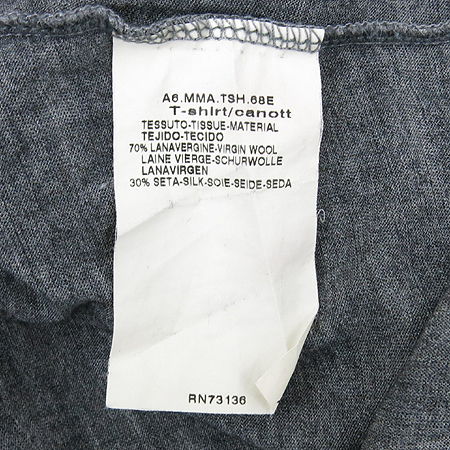 A6.MMA.TSH.68E
T-shirt/canott
TESSUTO-TISSUE-MATERIAL
TEJIDO-TECIDO
70% LANAVERGINE-VIRGIN WOOL
LAINE VIERGE-SCHURWOLLE
LANAVIRGEN
30% SETA-SILK-SOIE-SEIDE-SEDA
RN73136